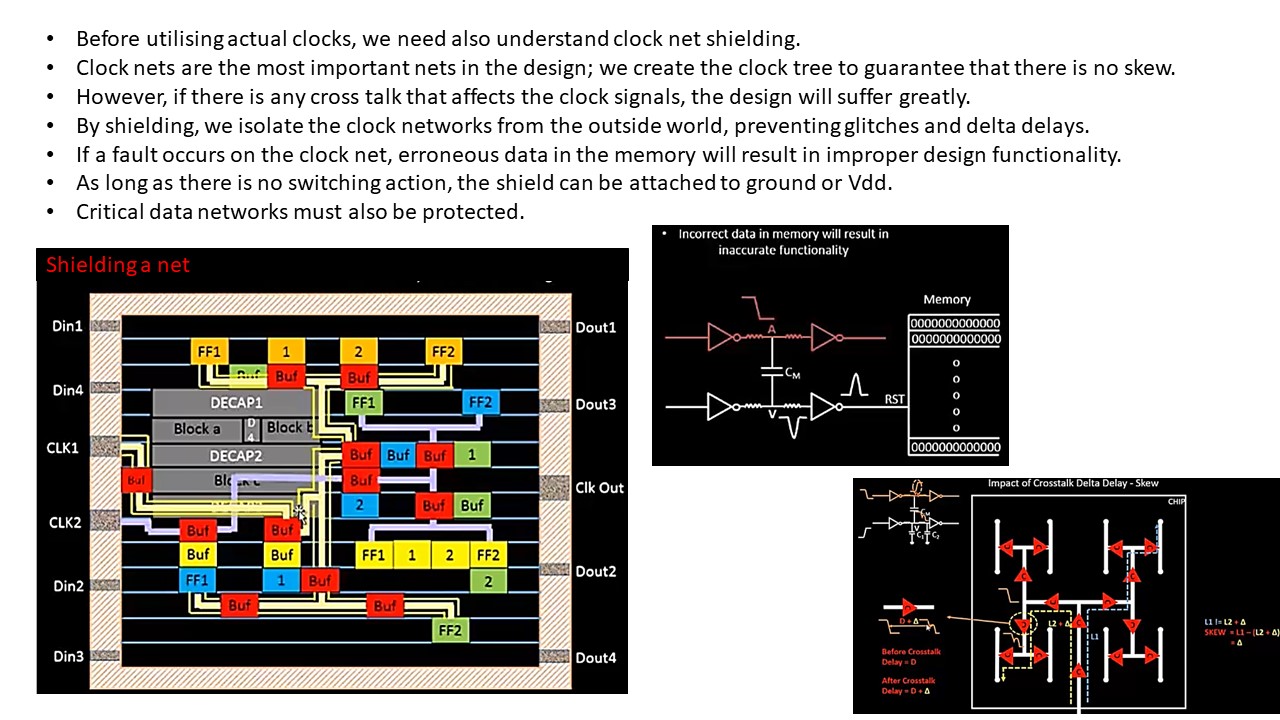 • Before utilising actual clocks, we need also understand clock net shielding.
• Clock nets are the most important nets in the design; we create the clock tree to guarantee that there is no skew.
• However, if there is any cross talk that affects the clock signals, the design will suffer greatly.
• By shielding, we isolate the clock networks from the outside world, preventing glitches and delta delays.
• If a fault occurs on the clock net, erroneous data in the memory will result in improper design functionality.
• As long as there is no switching action, the shield can be attached to ground or Vdd.
• Critical data networks must also be protected.
Shielding a net
Din1
Dout1
FF1 1 2 FF2
Buf Buf Buf
Din4
DECAP1
FF1 FF2
Dout3
Block a D4 Block b
CLK1
DECAP2
Buf Buf Buf 1
Buf
Block c
Buf
Clk Out
2 Buf Buf
CLK2
Buf Buf
Buf Buf
FF1 1 2 FF2
Dout2
Din2
FF1 1 Buf
2
Buf Buf
FF2
Din3
Dout4
• Incorrect data in memory will result in
inaccurate functionality
Memory
0000000000000
0000000000000
A
CM
o
o
o
o
o
RST
V
0000000000000
Impact of Crosstalk Delta Delay - Skew
CHIP
V C1 C2
D + Δ
L2 + Δ
L1
L1 != L2 + Δ
SKEW = L1 – (L2 + Δ)
= Δ
Before Crosstalk
Delay = D
After Crosstalk
Delay = D + Δ